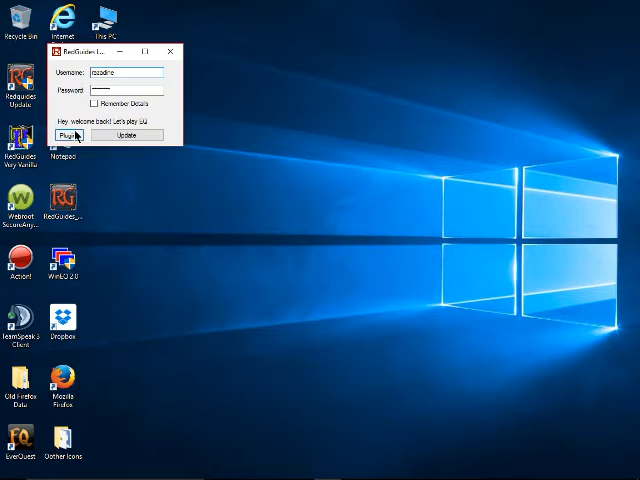 Recycle Bin
Internet
This PC
RedGuides I...
Username: razadine
Password:
Remember Details
Hey, welcome back! Let's play EQ
Plugin
Update
Redguides
Update
RedGuides
Very Vanilla
Notepad
Webroot
SecureAny...
RedGuides_...
Action!
WinEQ 2.0
TeamSpeak 3
Client
Dropbox
Old Firefox
Data
Mozilla
Firefox
EverQuest
Oother Icons